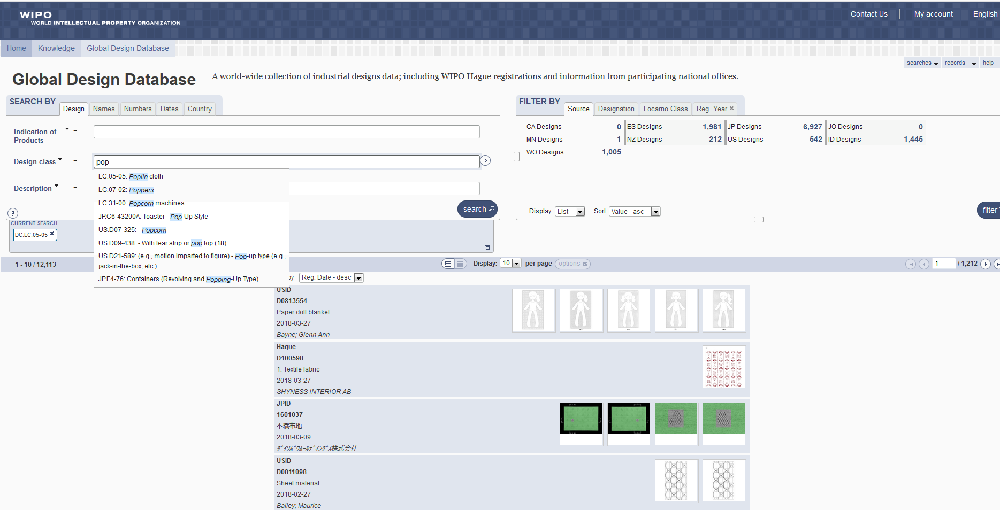 WIPO
WORLD INTELLECTUAL PROPERTY ORGANIZATION
Contact Us
My account
English
Home
Knowledge
Global Design Database
searches
records
help
Global Design Database
A world-wide collection of industrial designs data; including WIPO Hague registrations and information from participating national offices.
SEARCH BY
Design
Names
Numbers
Dates
Country
Indication of
Products
=
Design class
=
pop
LC.05-05: Poplin cloth
LC.07-02: Poppers
LC.31-00: Popcorn machines
JP.C6-43200A: Toaster - Pop-Up Style
US.D07-325: - Popcorn
US.D09-438: - With tear strip or pop top (18)
US.D21-589: (e.g., motion imparted to figure) - Pop-up type (e.g.,
jack-in-the-box, etc.)
JP.F4-76: Containers (Revolving and Popping-Up Type)
Description
=
search
?
CURRENT SEARCH
DC:LC.05-05
FILTER BY
Source
Designation
Locarno Class
Reg. Year
CA Designs 0
ES Designs 1,981
JP Designs 6,927
JO Designs 0
MN Designs 1
NZ Designs 212
US Designs 542
ID Designs 1,445
WO Designs 1,005
Display: List
Sort: Value - asc
filter
1 - 10 / 12,113
Display: 10 per page
options
1 / 1,212
by Reg. Date - desc
USID
D0813554
Paper doll blanket
2018-03-27
Bayne; Glenn Ann
Hague
D100598
1. Textile fabric
2018-03-27
SHYNESS INTERIOR AB
JPID
1601037
不織布地
2018-03-09
ﾀﾞｲﾜﾎﾞｳﾎｰﾙﾃﾞｨﾝｸﾞｽ株式会社
USID
D0811098
Sheet material
2018-02-27
Bailey; Maurice